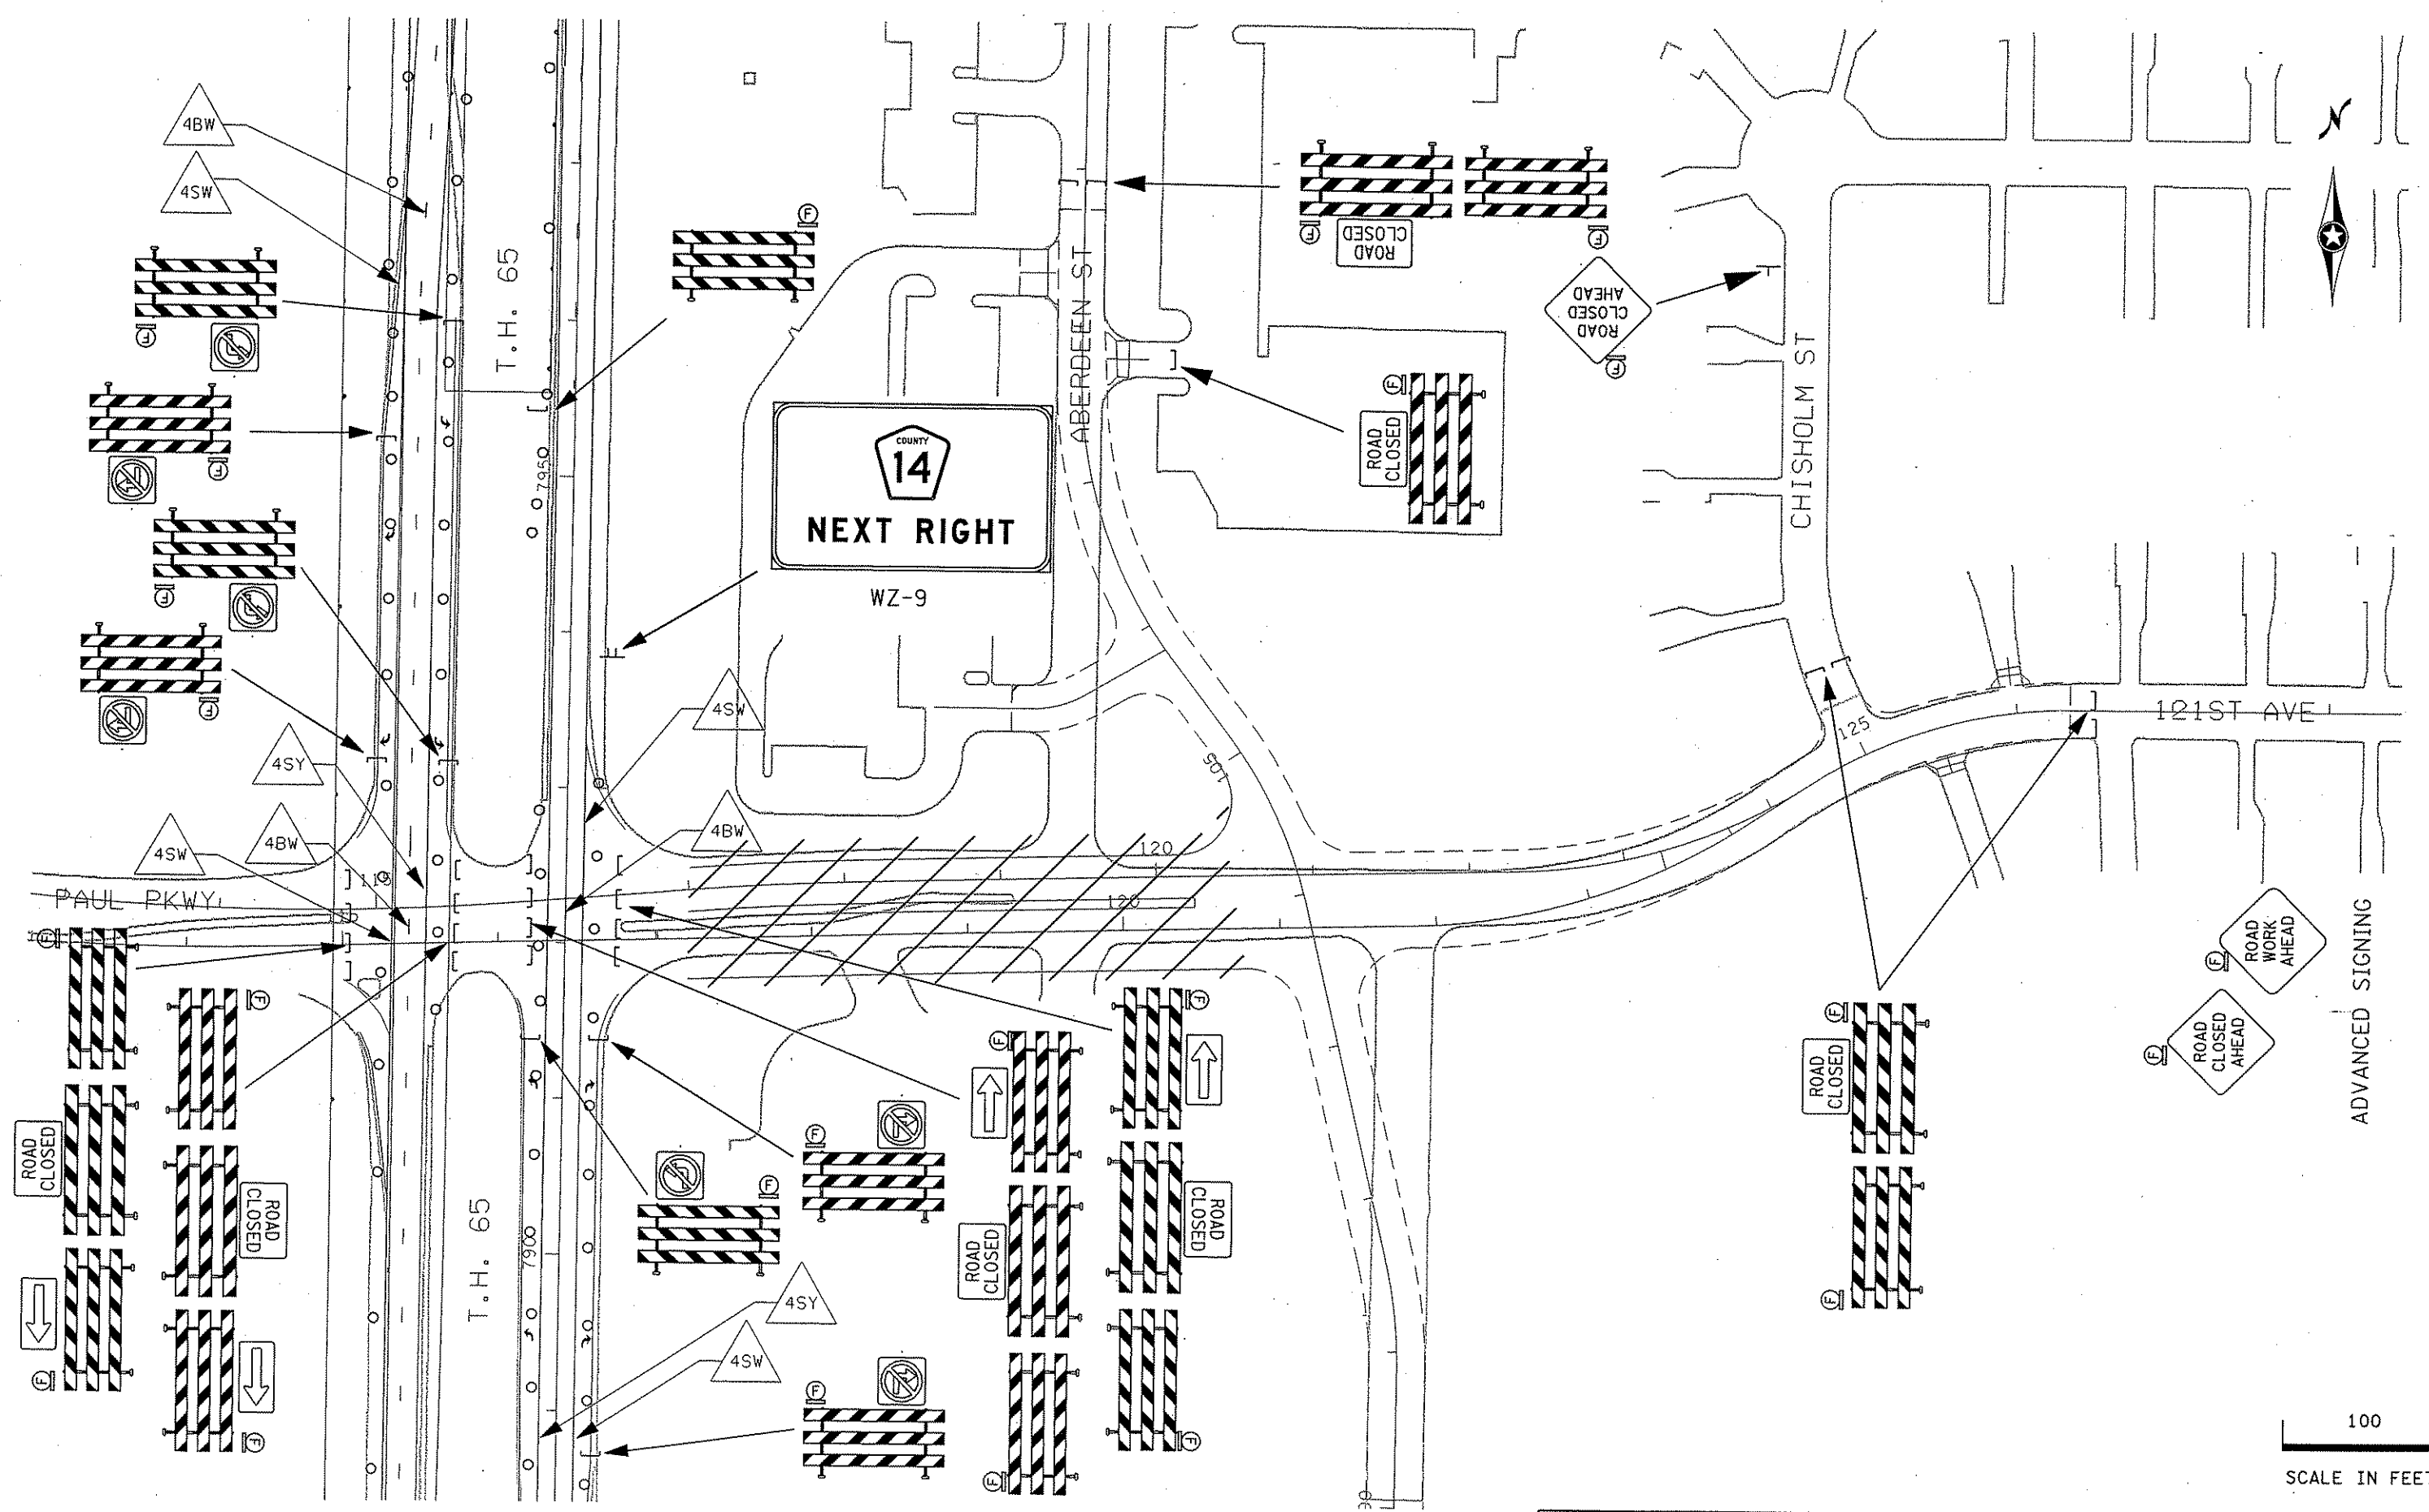 4BW
4SW
T.H. 65
F
F
F
F
F
F
F
ROAD
CLOSED
F
F
ROAD
CLOSED
AHEAD
F
N
ABERDEEN ST
CHISHOLM ST
F
ROAD
CLOSED
COUNTY
14
NEXT RIGHT
WZ-9
7950
4SW
4SY
4BW
4SW
4BW
105
125
121ST AVE
120
120
PAUL PKWY
F
F
F
F
F
ROAD
CLOSED
ROAD
CLOSED
F
F
T.H. 65
7900
F
F
F
4SY
4SW
ROAD
CLOSED
F
ROAD
CLOSED
F
F
ROAD
CLOSED
F
F
ROAD
WORK
AHEAD
F
ROAD
CLOSED
AHEAD
ADVANCED SIGNING
100
SCALE IN FEET